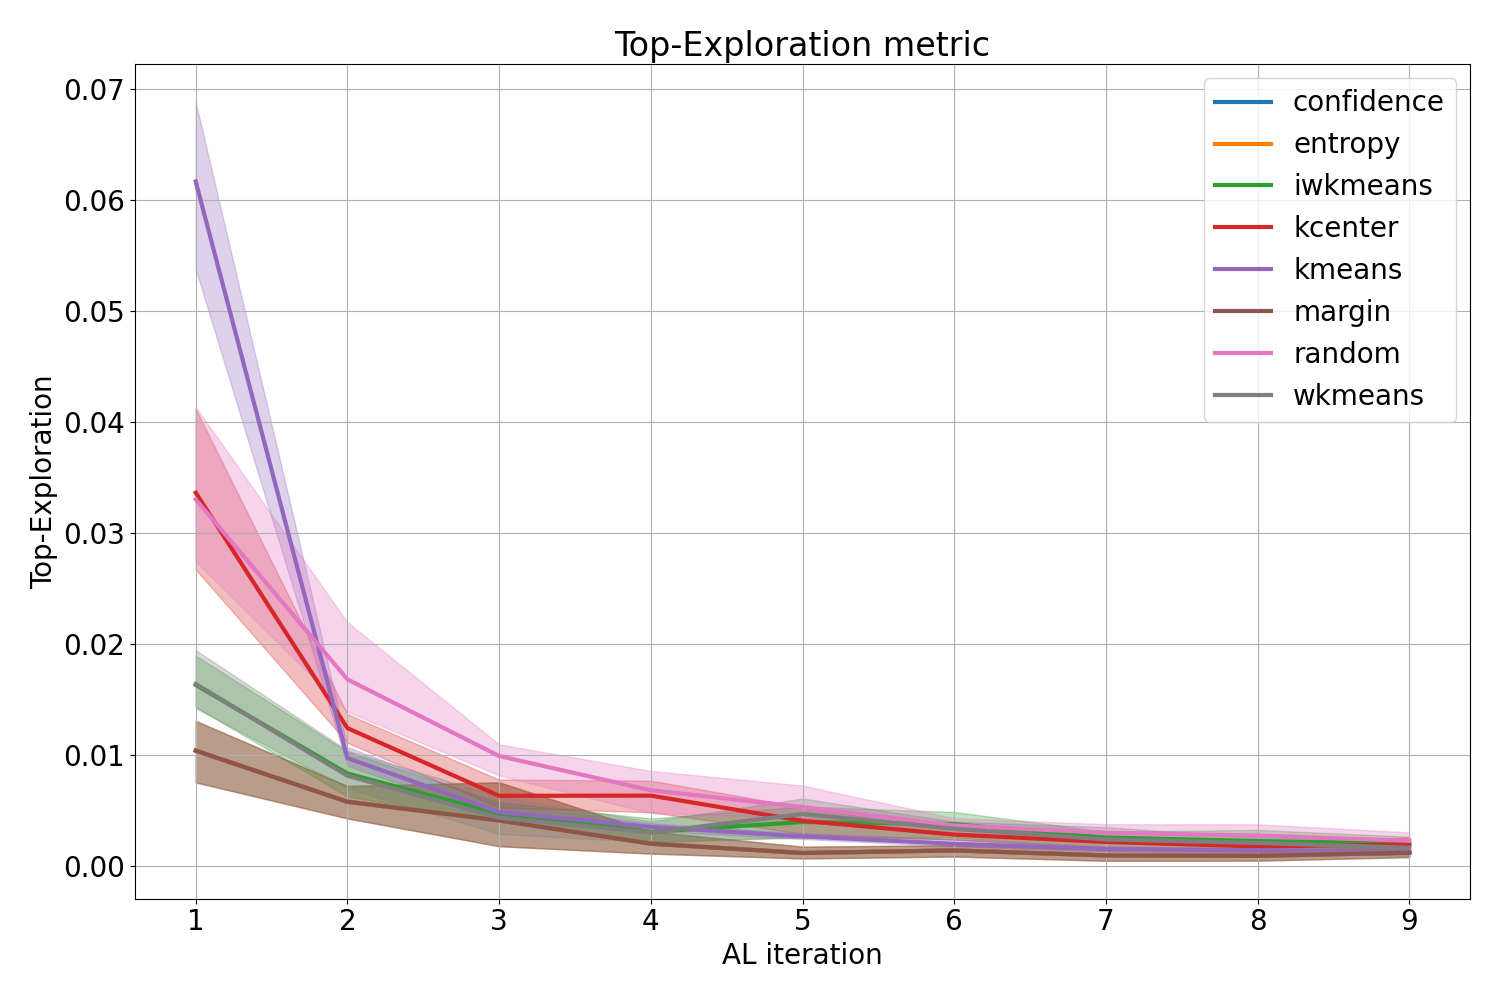 Top-Exploration metric
0.07
0.06
0.05
0.04
0.03
0.02
0.01
0.00
Top-Exploration
confidence
entropy
iwkmeans
kcenter
kmeans
margin
random
wkmeans
1 2 3 4 5 6 7 8 9
AL iteration